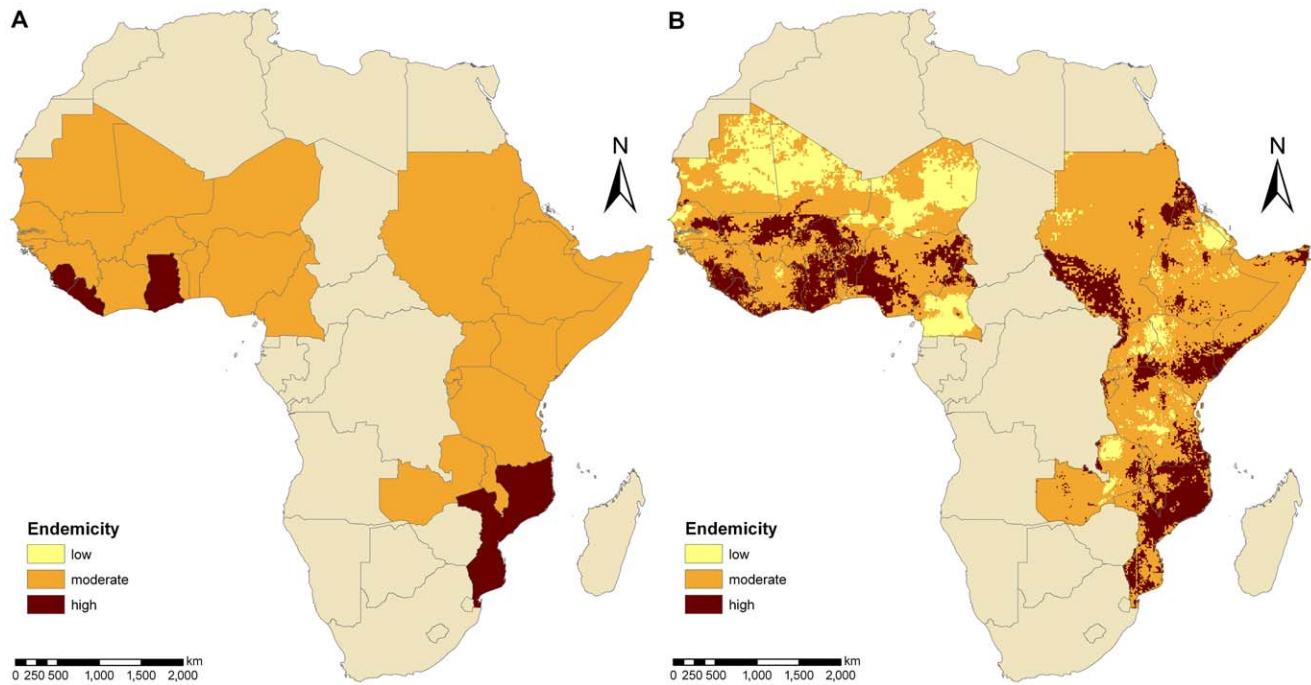 A
B
N
N
Endemicity
low
moderate
high
km
0 250 500 1,000 1,500 2,000
Endemicity
low
moderate
high
km
0 250 500 1,000 1,500 2,000